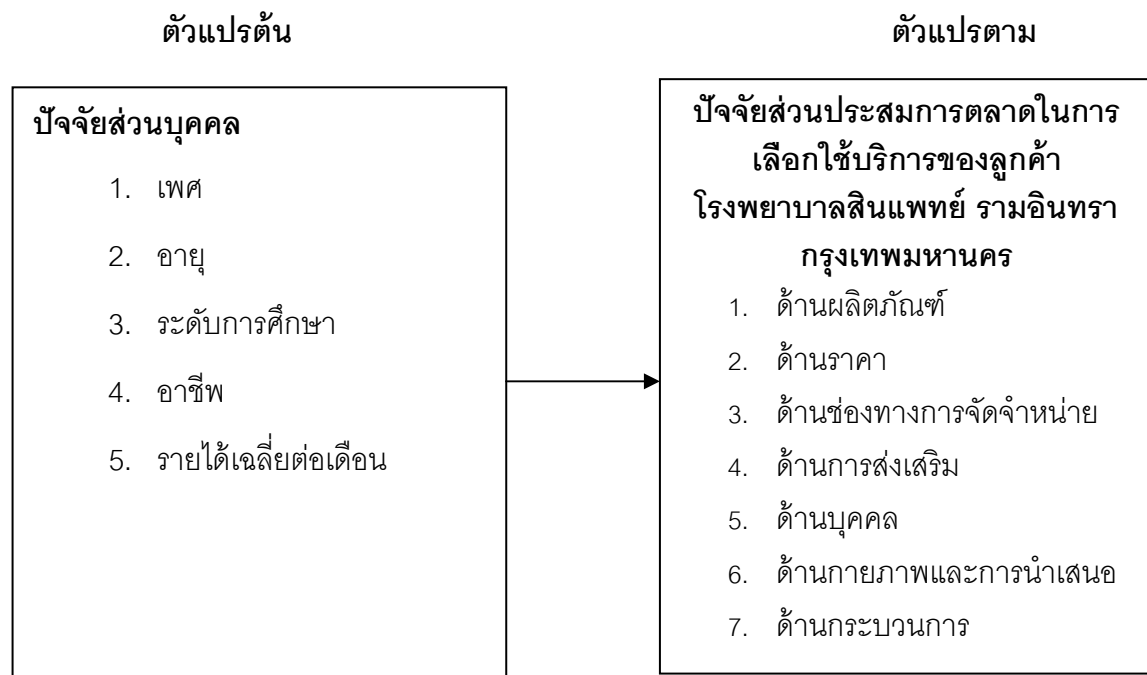 ตัวแปรต้น
ตัวแปรตาม
ปัจจัยส่วนบุคคล
1. เพศ
2. อายุ
3. ระดับการศึกษา
4. อาชีพ
5. รายได้เฉลี่ยต่อเดือน
ปัจจัยส่วนประสมการตลาดในการ
เลือกใช้บริการของลูกค้า
โรงพยาบาลสินแพทย์ รามอินทรา
กรุงเทพมหานคร
1. ด้านผลิตภัณฑ์
2. ด้านราคา
3. ด้านช่องทางการจัดจำหน่าย
4. ด้านการส่งเสริม
5. ด้านบุคคล
6. ด้านกายภาพและการนำเสนอ
7. ด้านกระบวนการ